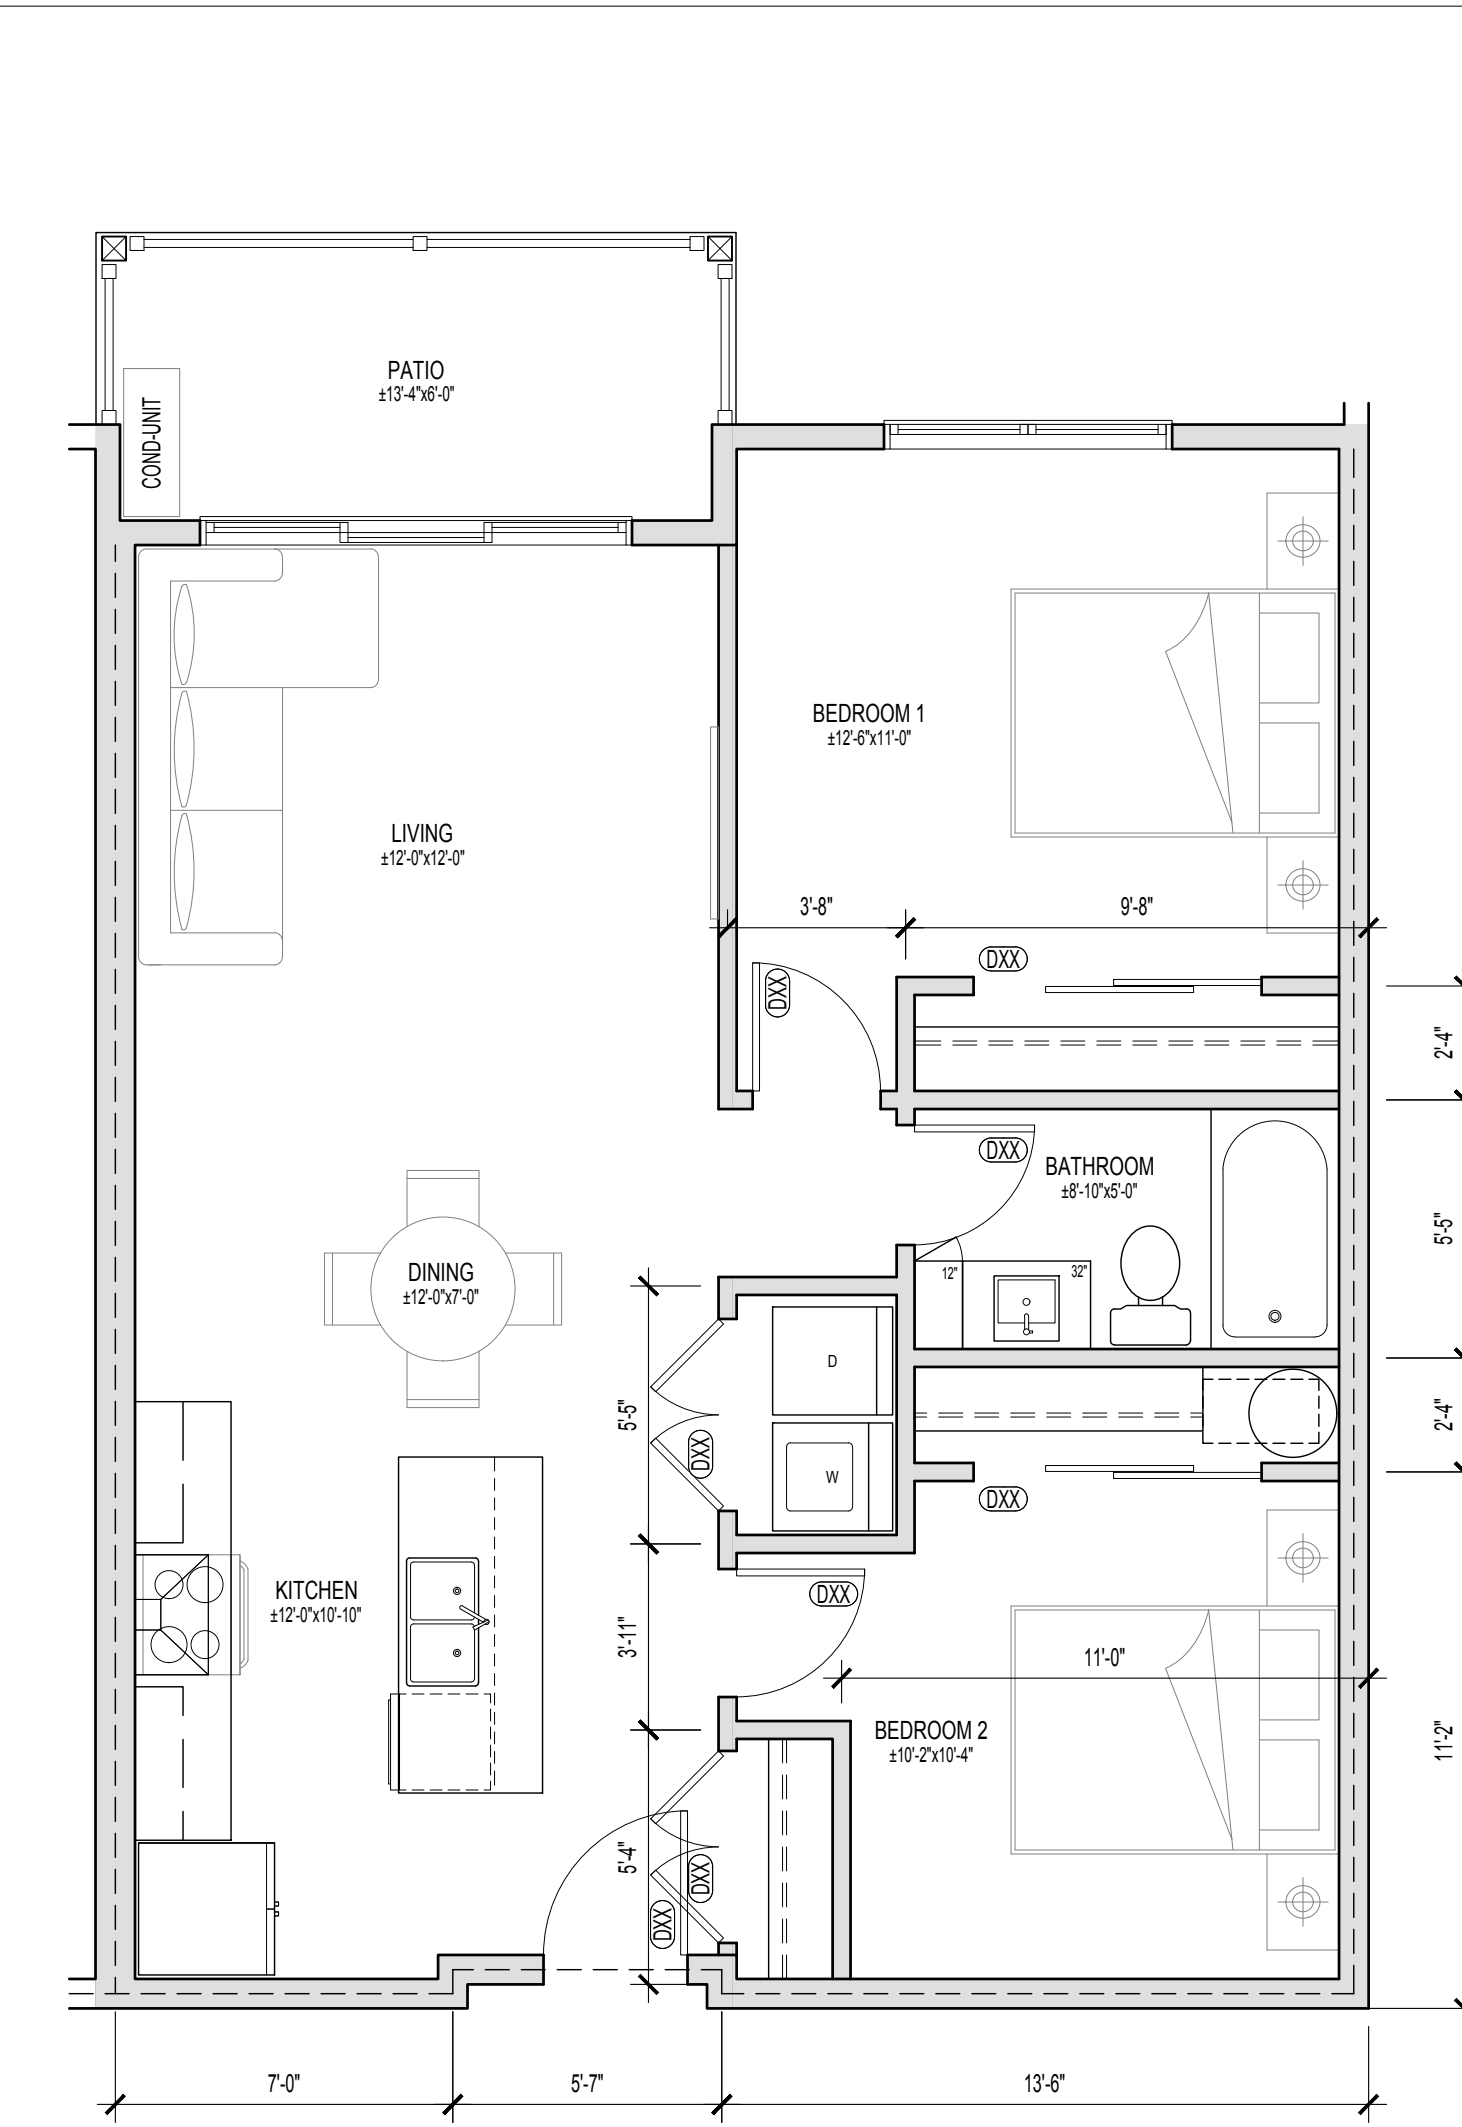 PATIO
±13'-4"x6'-0"
COND-UNIT
BEDROOM 1
±12'-6"x11'-0"
LIVING
±12'-0"x12'-0"
3'-8"
9'-8"
DXX
DXX
2'-4"
DXX
BATHROOM
±8'-10"x5'-0"
5'-5"
DINING
±12'-0"x7'-0"
12"
32"
D
5'-5"
2'-4"
DXX
W
DXX
KITCHEN
±12'-0"x10'-10"
DXX
3'-11"
11'-0"
BEDROOM 2
±10'-2"x10'-4"
11'-2"
5'-4"
DXX
DXX
7'-0"
5'-7"
13'-6"